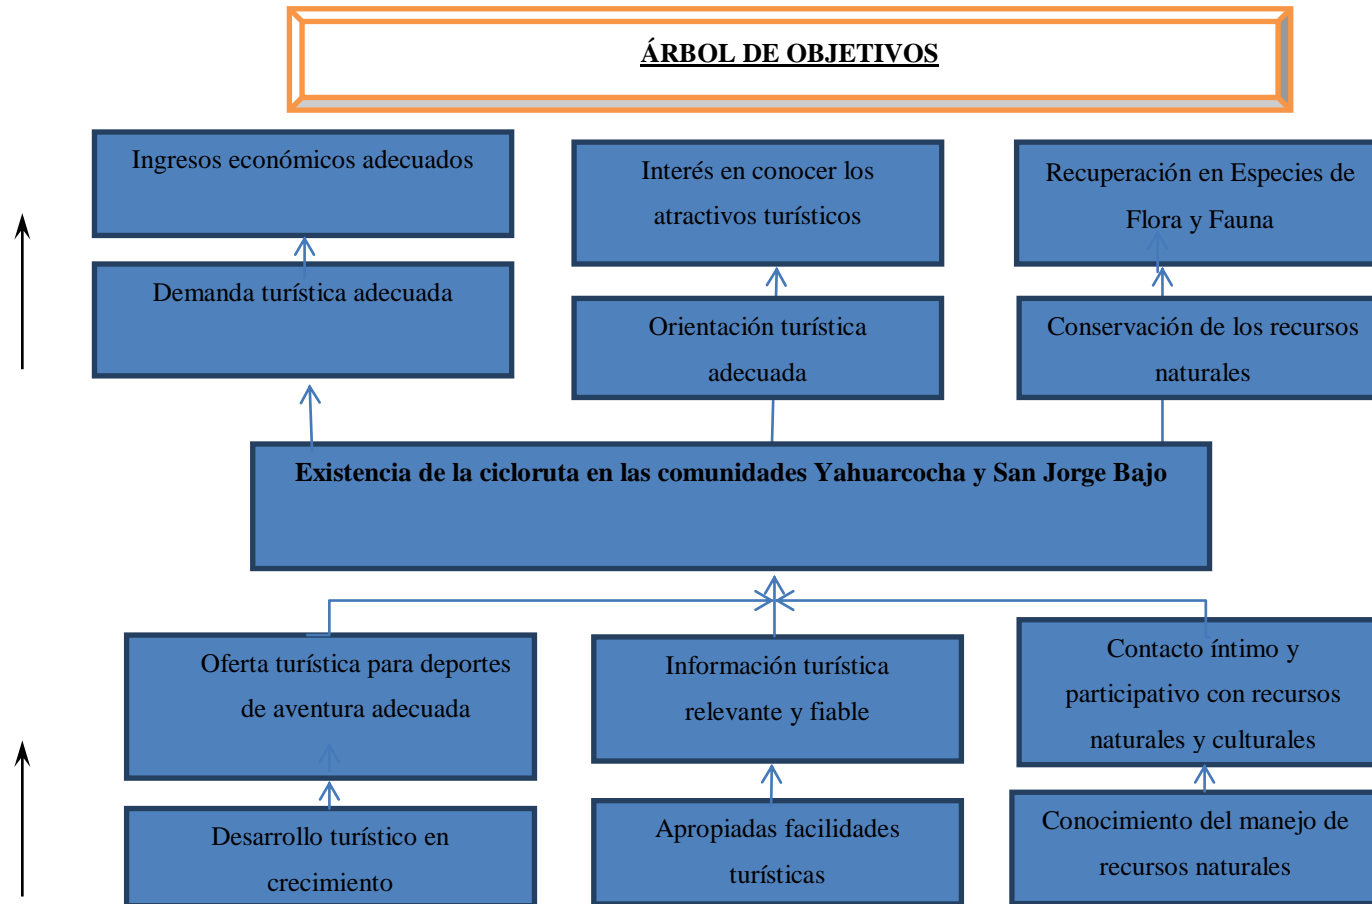 ÁRBOL DE OBJETIVOS
Ingresos económicos adecuados
Interés en conocer los
atractivos turísticos
Recuperación en Especies de
Flora y Fauna
Demanda turística adecuada
Orientación turística
adecuada
Conservación de los recursos
naturales
Existencia de la cicloruta en las comunidades Yahuarcocha y San Jorge Bajo
Oferta turística para deportes
de aventura adecuada
Información turística
relevante y fiable
Contacto íntimo y
participativo con recursos
naturales y culturales
Desarrollo turístico en
crecimiento
Apropiadas facilidades
turísticas
Conocimiento del manejo de
recursos naturales